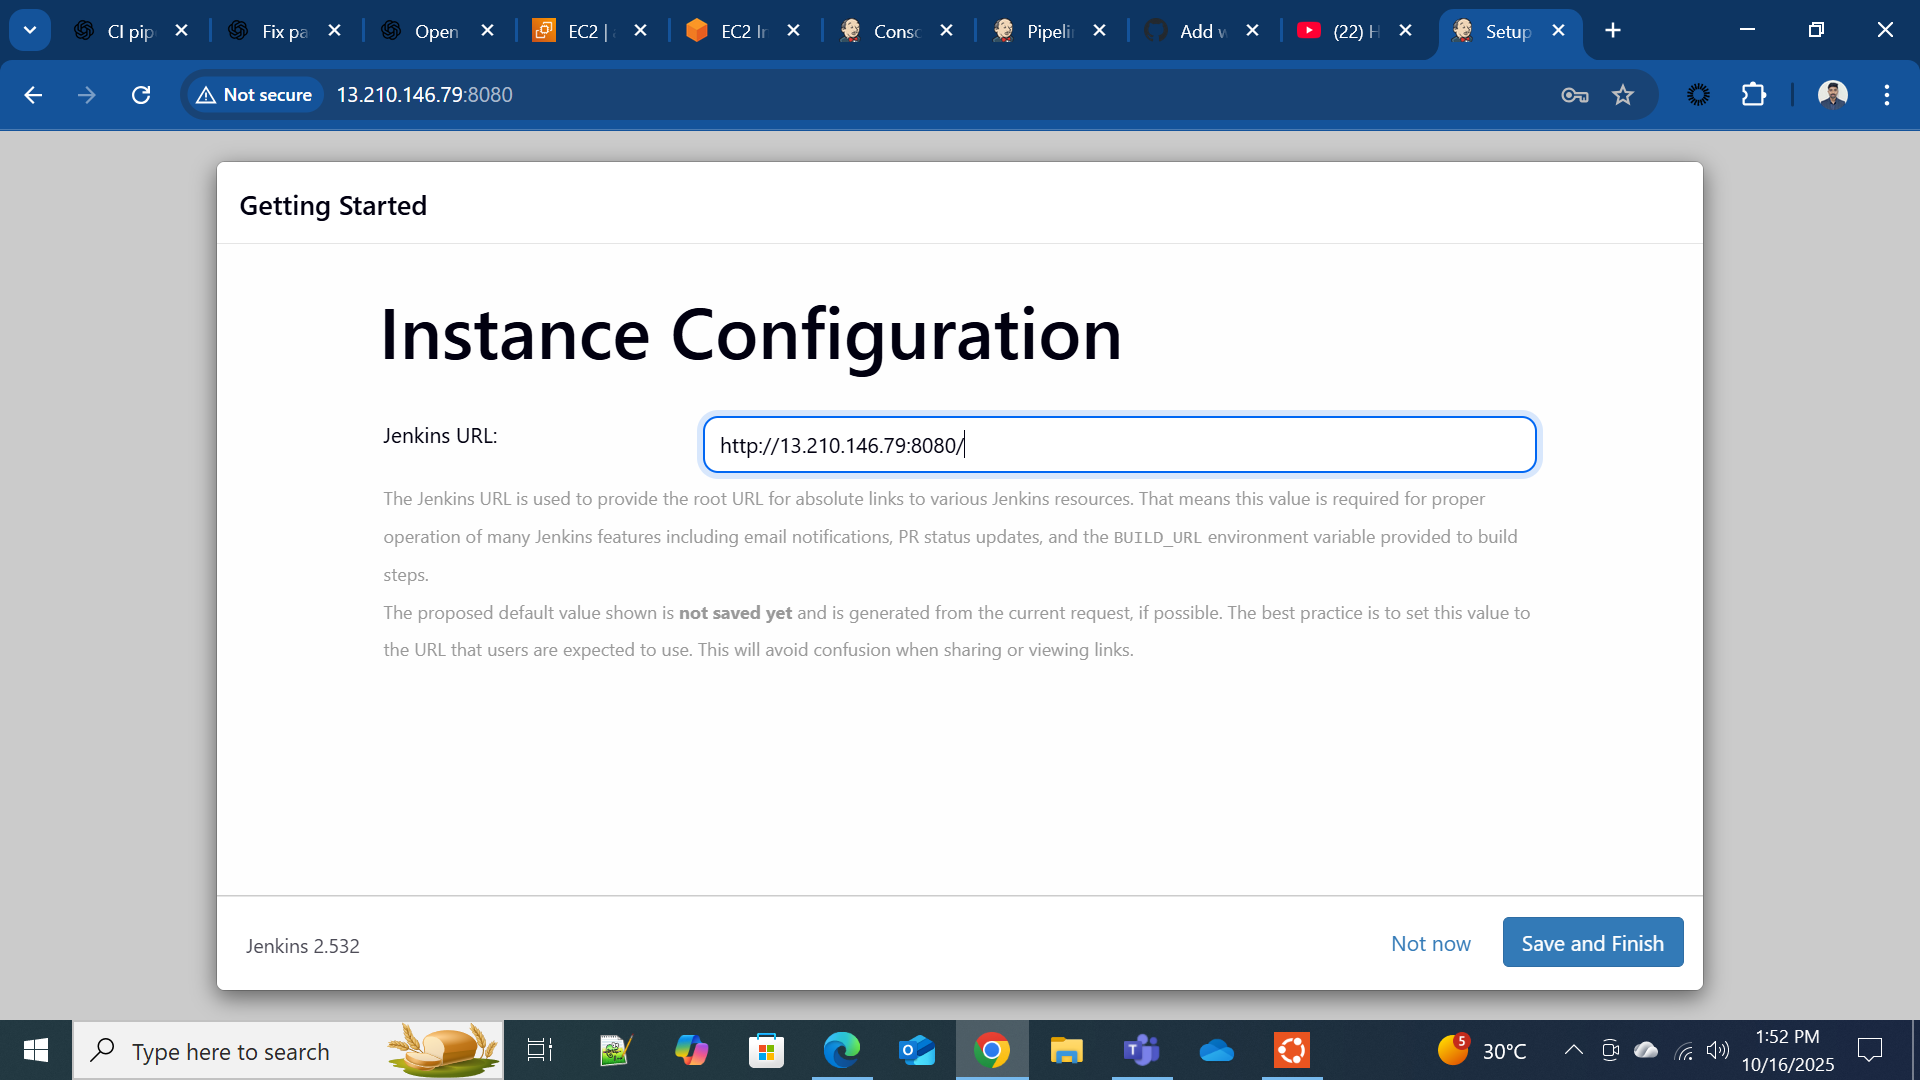 CI pip
Fix pa
Open
EC2 |
EC2 In
Consc
Pipelin
Add w
(22) H
Setup
Not secure
13.210.146.79:8080
Getting Started
Instance Configuration
Jenkins URL:
http://13.210.146.79:8080/
The Jenkins URL is used to provide the root URL for absolute links to various Jenkins resources. That means this value is required for proper
operation of many Jenkins features including email notifications, PR status updates, and the BUILD_URL environment variable provided to build
steps.
The proposed default value shown is not saved yet and is generated from the current request, if possible. The best practice is to set this value to
the URL that users are expected to use. This will avoid confusion when sharing or viewing links.
Jenkins 2.532
Not now
Save and Finish
Type here to search
5
30°C
1:52 PM
10/16/2025